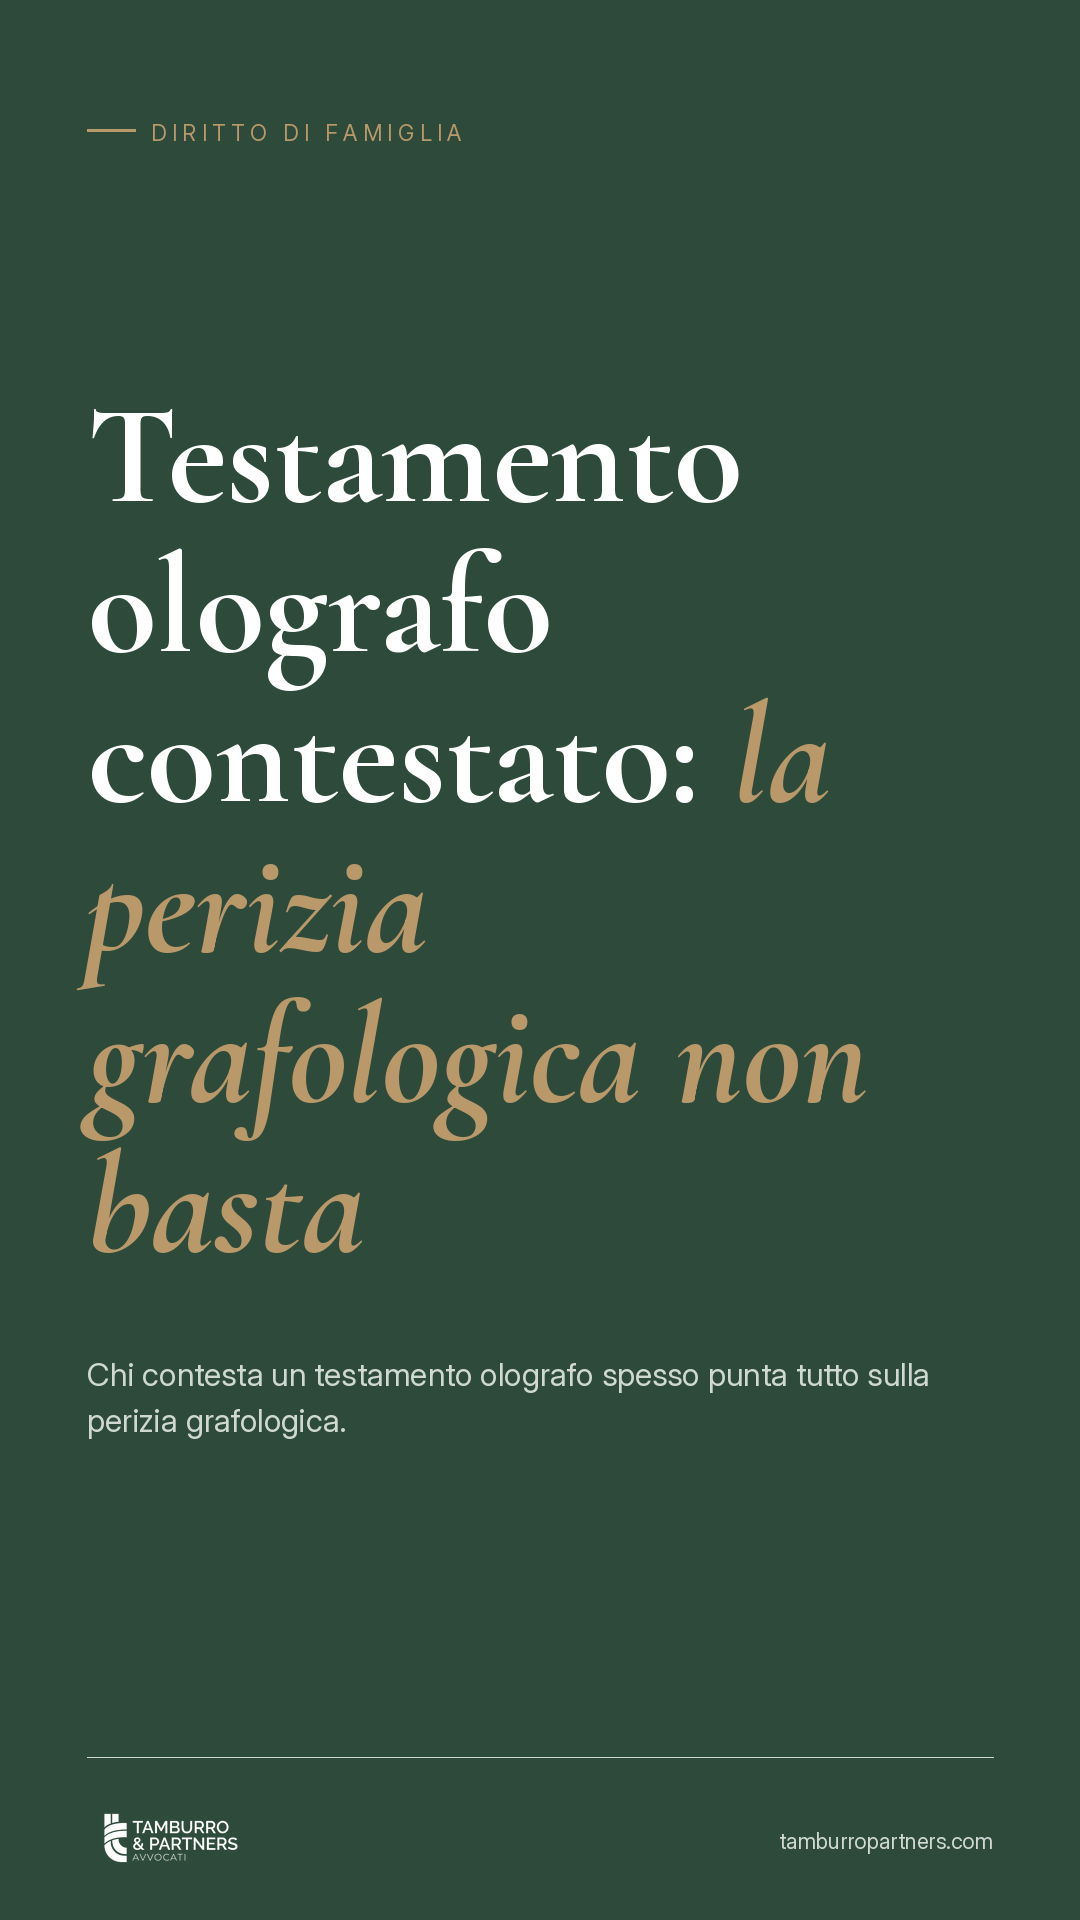 DIRITTO DI FAMIGLIA
Testamento
olografo
contestato: la
perizia
grafologica non
basta
Chi contesta un testamento olografo spesso punta tutto sulla
perizia grafologica.
TAMBURRO
& PARTNERS
AVVOCATI
tamburropartners.com